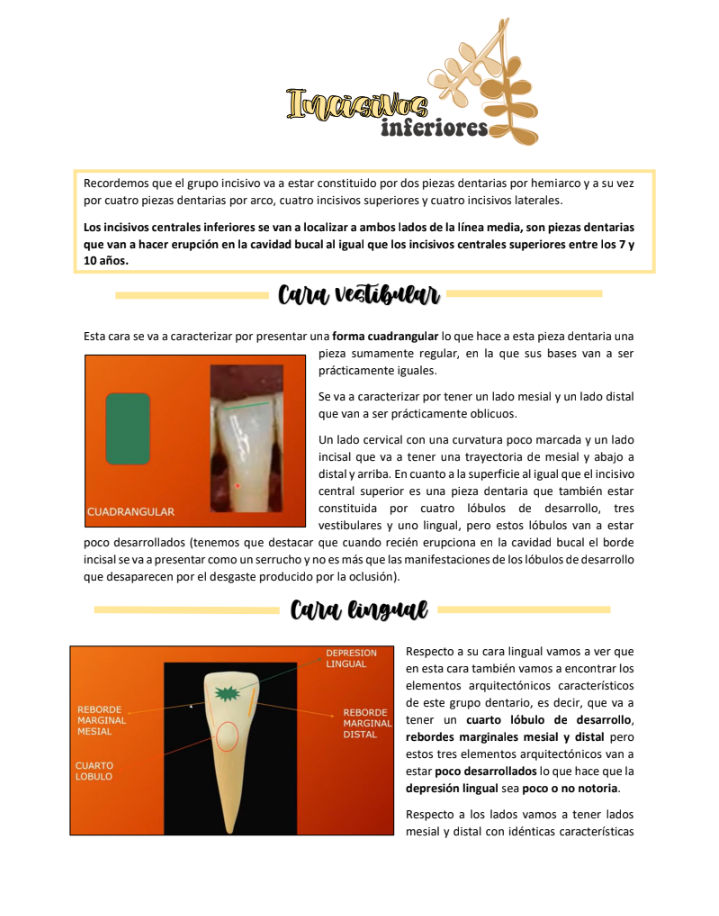 Incisivos
inferiores
Recordemos que el grupo incisivo va a estar constituido por dos piezas dentarias por hemiarco y a su vez
por cuatro piezas dentarias por arco, cuatro incisivos superiores y cuatro incisivos laterales.
Los incisivos centrales inferiores se van a localizar a ambos lados de la línea media, son piezas dentarias
que van a hacer erupción en la cavidad bucal al igual que los incisivos centrales superiores entre los 7 y
10 años.
Cara vestibular
Esta cara se va a caracterizar por presentar una forma cuadrangular lo que hace a esta pieza dentaria una
pieza sumamente regular, en la que sus bases van a ser
prácticamente iguales.
Se va a caracterizar por tener un lado mesial y un lado distal
que van a ser prácticamente oblicuos.
Un lado cervical con una curvatura poco marcada y un lado
incisal que va a tener una trayectoria de mesial y abajo a
distal y arriba. En cuanto a la superficie al igual que el incisivo
central superior es una pieza dentaria que también estar
constituida por cuatro lóbulos de desarrollo, tres
vestibulares y uno lingual, pero estos lóbulos van a estar
poco desarrollados (tenemos que destacar que cuando recién erupciona en la cavidad bucal el borde
incisal se va a presentar como un serrucho y no es más que las manifestaciones de los lóbulos de desarrollo
que desaparecen por el desgaste producido por la oclusión).
CUADRANGULAR
Cara lingual
DEPRESION
LINGUAL
REBORDE
MARGINAL
MESIAL
REBORDE
MARGINAL
DISTAL
CUARTO
LOBULO
Respecto a su cara lingual vamos a ver que
en esta cara también vamos a encontrar los
elementos arquitectónicos característicos
de este grupo dentario, es decir, que va a
tener un cuarto lóbulo de desarrollo,
rebordes marginales mesial y distal pero
estos tres elementos arquitectónicos van a
estar poco desarrollados lo que hace que la
depresión lingual sea poco o no notoria.
Respecto a los lados vamos a tener lados
mesial y distal con idénticas características